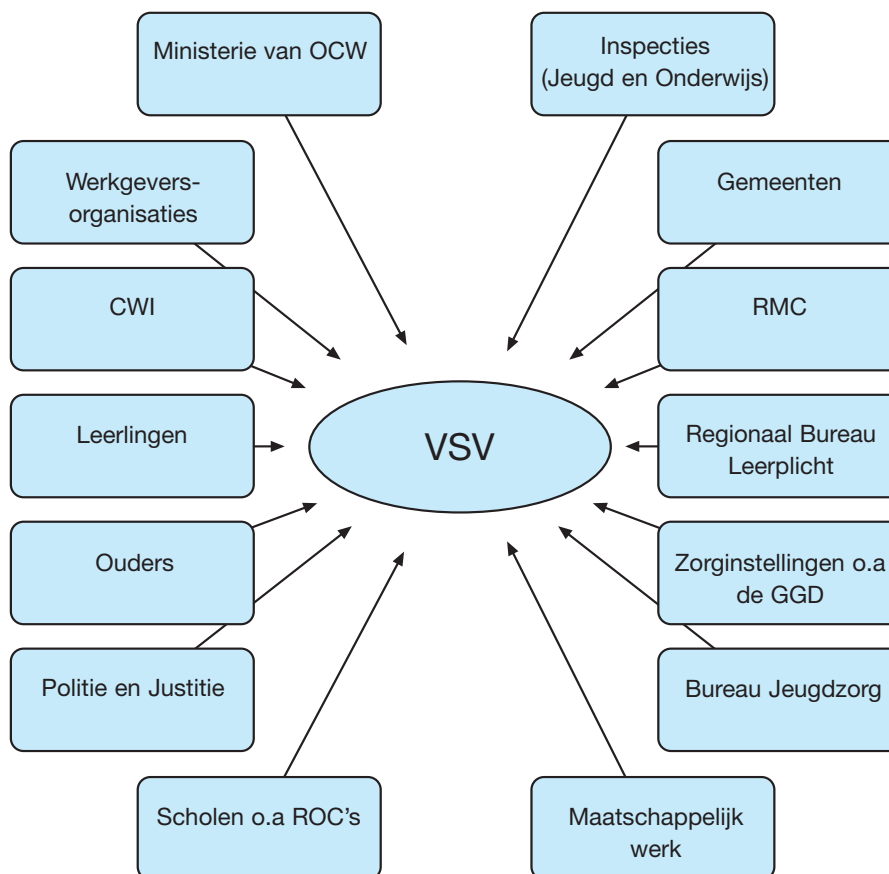 Ministerie van OCW
Inspecties
(Jeugd en Onderwijs)
Werkgevers-
organisaties
Gemeenten
CWI
RMC
Leerlingen
VSV
Regionaal Bureau
Leerplicht
Ouders
Zorginstellingen o.a
de GGD
Politie en Justitie
Bureau Jeugdzorg
Scholen o.a ROC's
Maatschappelijk
werk